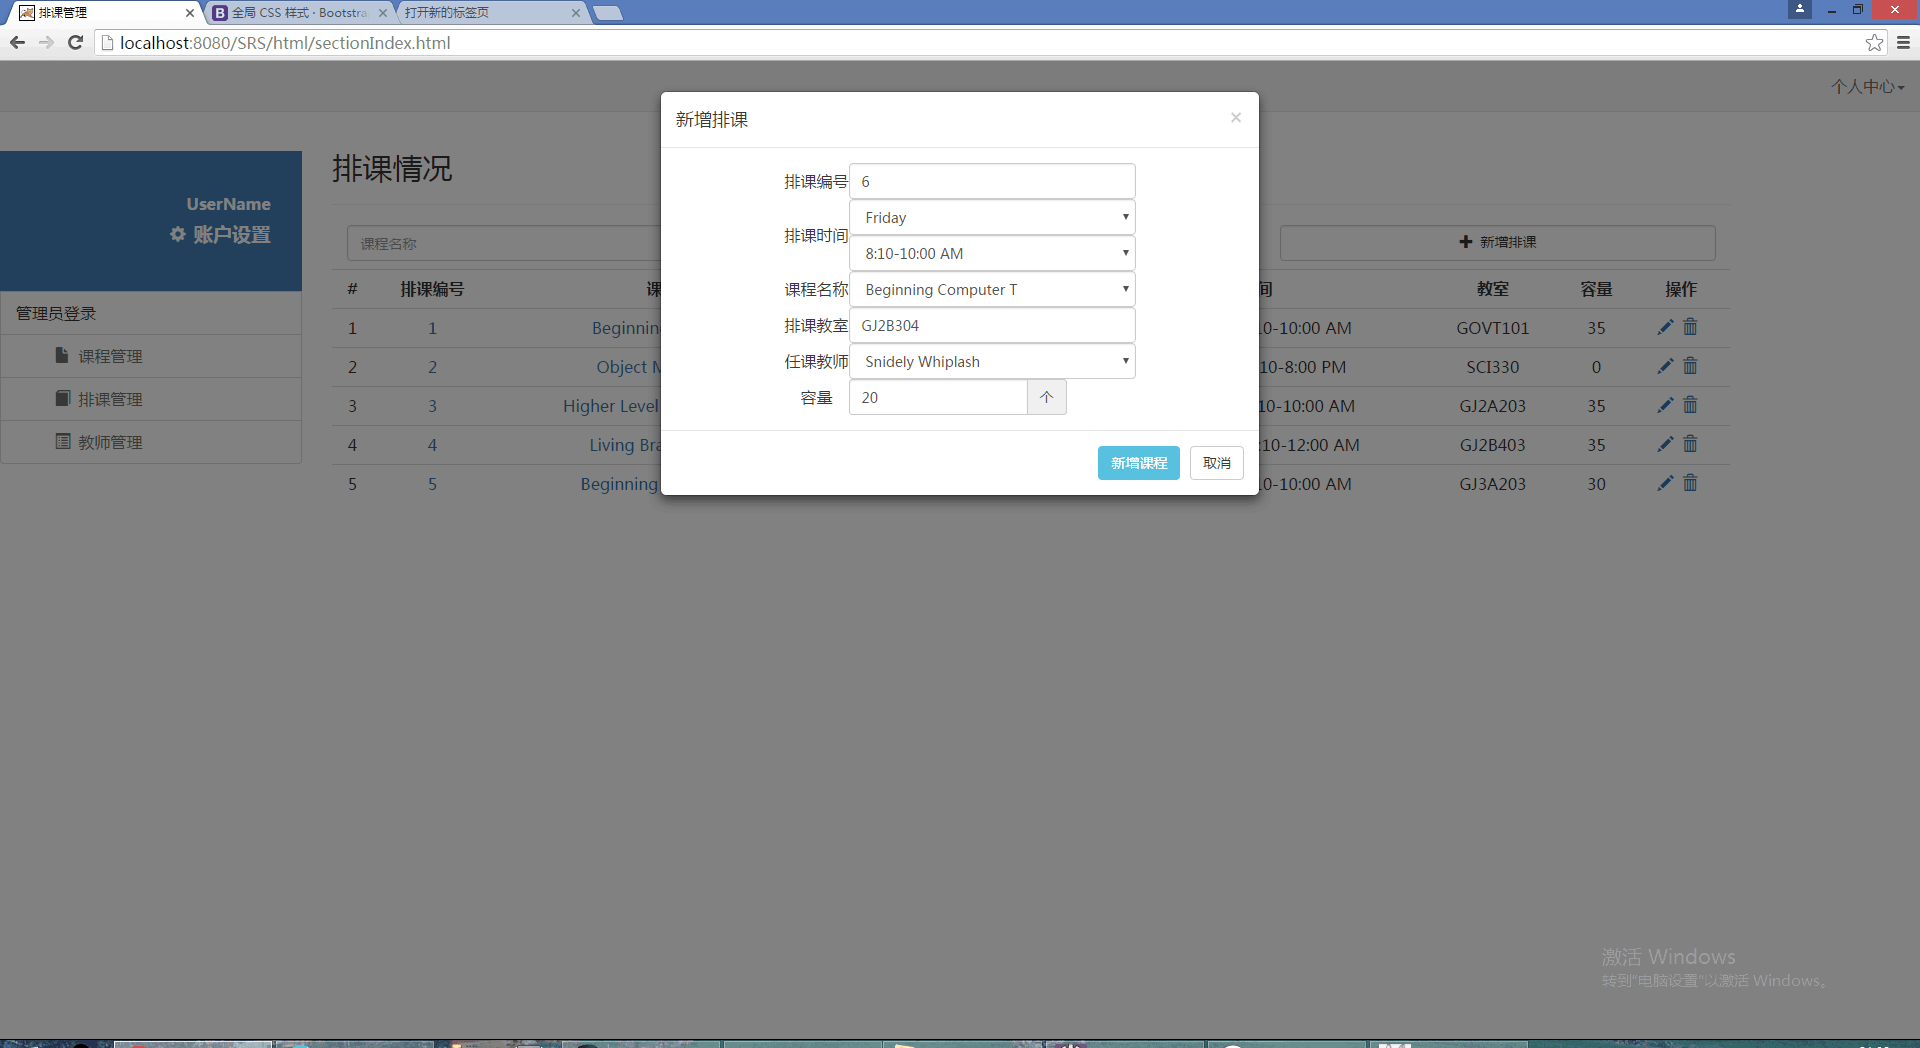 排课管理
全局 CSS 样式 · Bootstra
打开新的标签页
localhost:8080/SRS/html/sectionIndex.html
个人中心
UserName
账户设置
管理员登录
课程管理
排课管理
教师管理
排课情况
课程名称
新增排课
# 排课编号 课 间 教室 容量 操作
1 1 Beginnin 0-10:00 AM GOVT101 35
2 2 Object M 10-8:00 PM SCI330 0
3 3 Higher Level 10-10:00 AM GJ2A203 35
4 4 Living Bra :10-12:00 AM GJ2B403 35
5 5 Beginning 0-10:00 AM GJ3A203 30
新增排课 ×
排课编号 6
排课时间 Friday
8:10-10:00 AM
课程名称 Beginning Computer T
排课教室 GJ2B304
任课教师 Snidely Whiplash
容量 20 个
新增课程 取消
激活 Windows
转到"电脑设置"以激活 Windows。